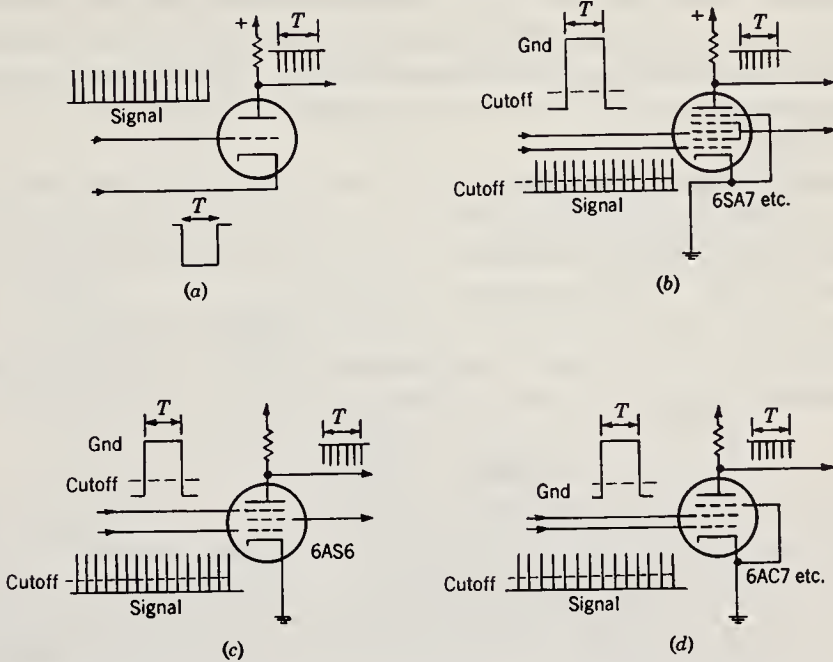 +
T
Signal
T
(a)
+
T
T
Gnd
Cutoff
Cutoff
Signal
6SA7 etc.
(b)
T
T
Gnd
Cutoff
6AS6
Cutoff
Signal
(c)
T
T
Cutoff
Gnd
Cutoff
6AC7 etc.
Signal
(d)